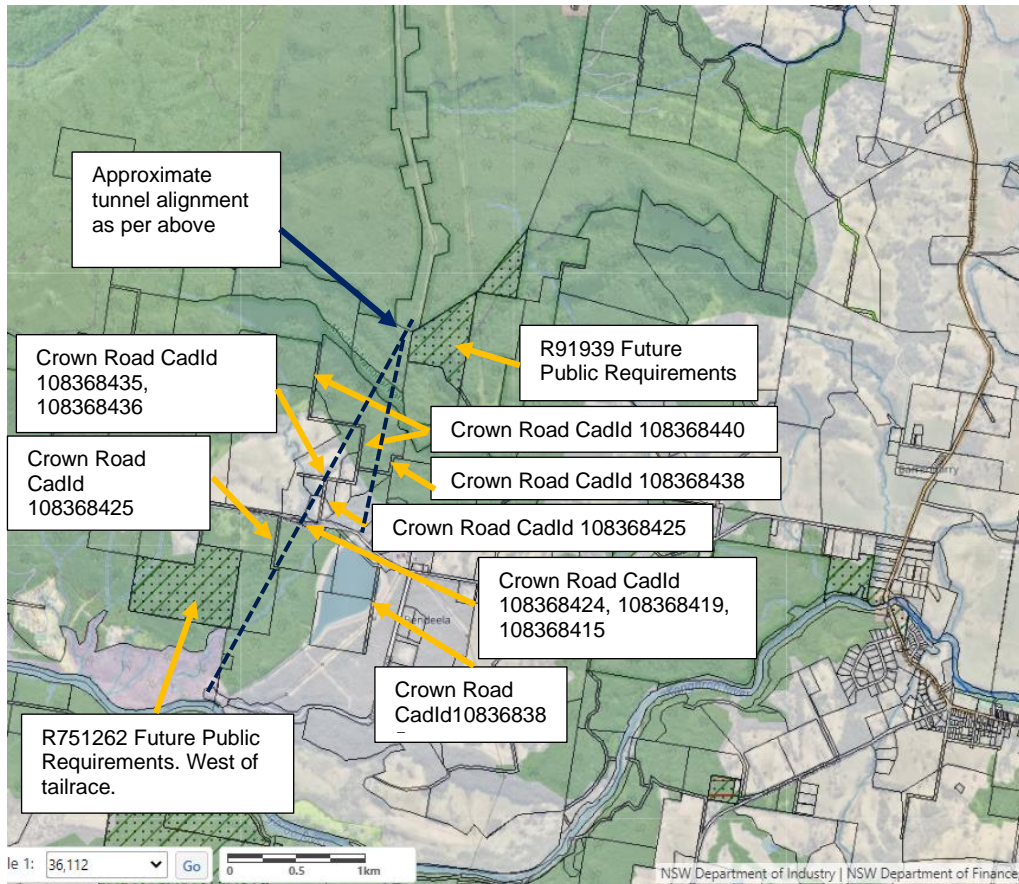 Approximate
tunnel alignment
as per above
R91939 Future
Public Requirements
Crown Road CadId
108368435,
108368436
Crown Road CadId 108368440
Crown Road
CadId
108368425
Crown Road CadId 108368438
Crown Road CadId 108368425
Crown Road CadId
108368424, 108368419,
108368415
Bendeela
Crown Road
CadId10836838
R751262 Future Public
Requirements. West of
tailrace.
le 1:
36,112
Go
0 0.5 1km
NSW Department of Industry | NSW Department of Finance